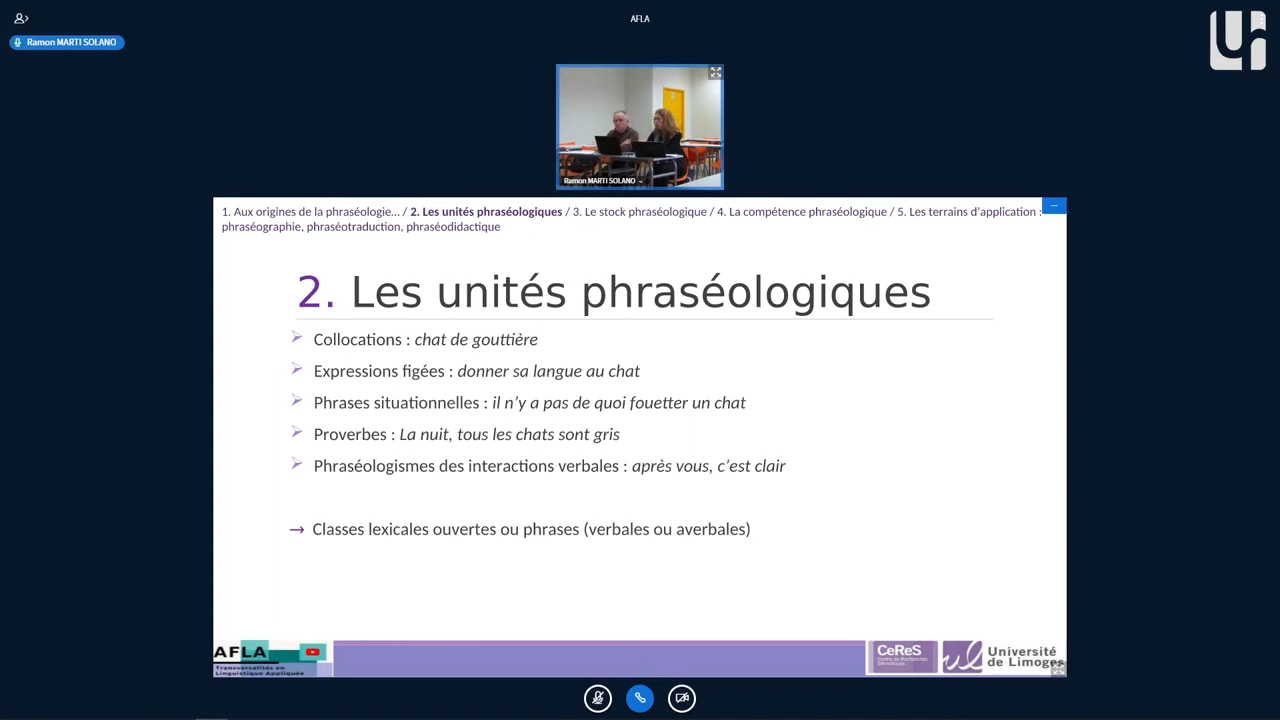 AFLA
Ramon MARTI SOLANO
Ramon MARTI SOLANO
1. Aux origines de la phraséologie... / 2. Les unités phraséologiques / 3. Le stock phraséologique / 4. La compétence phraséologique / 5. Les terrains d'application :
phraséographie, phraséotraduction, phraséodidactique
2. Les unités phraséologiques
Collocations : chat de gouttière
Expressions figées : donner sa langue au chat
Phrases situationnelles : il n'y a pas de quoi fouetter un chat
Proverbes : La nuit, tous les chats sont gris
Phraséologismes des interactions verbales : après vous, c'est clair
→ Classes lexicales ouvertes ou phrases (verbales ou averbales)
AFLA
Transversalités en
Linguistique Appliquée
CeReS
Centre de Recherches
Sémiotiques
ul
Université
de Limoges